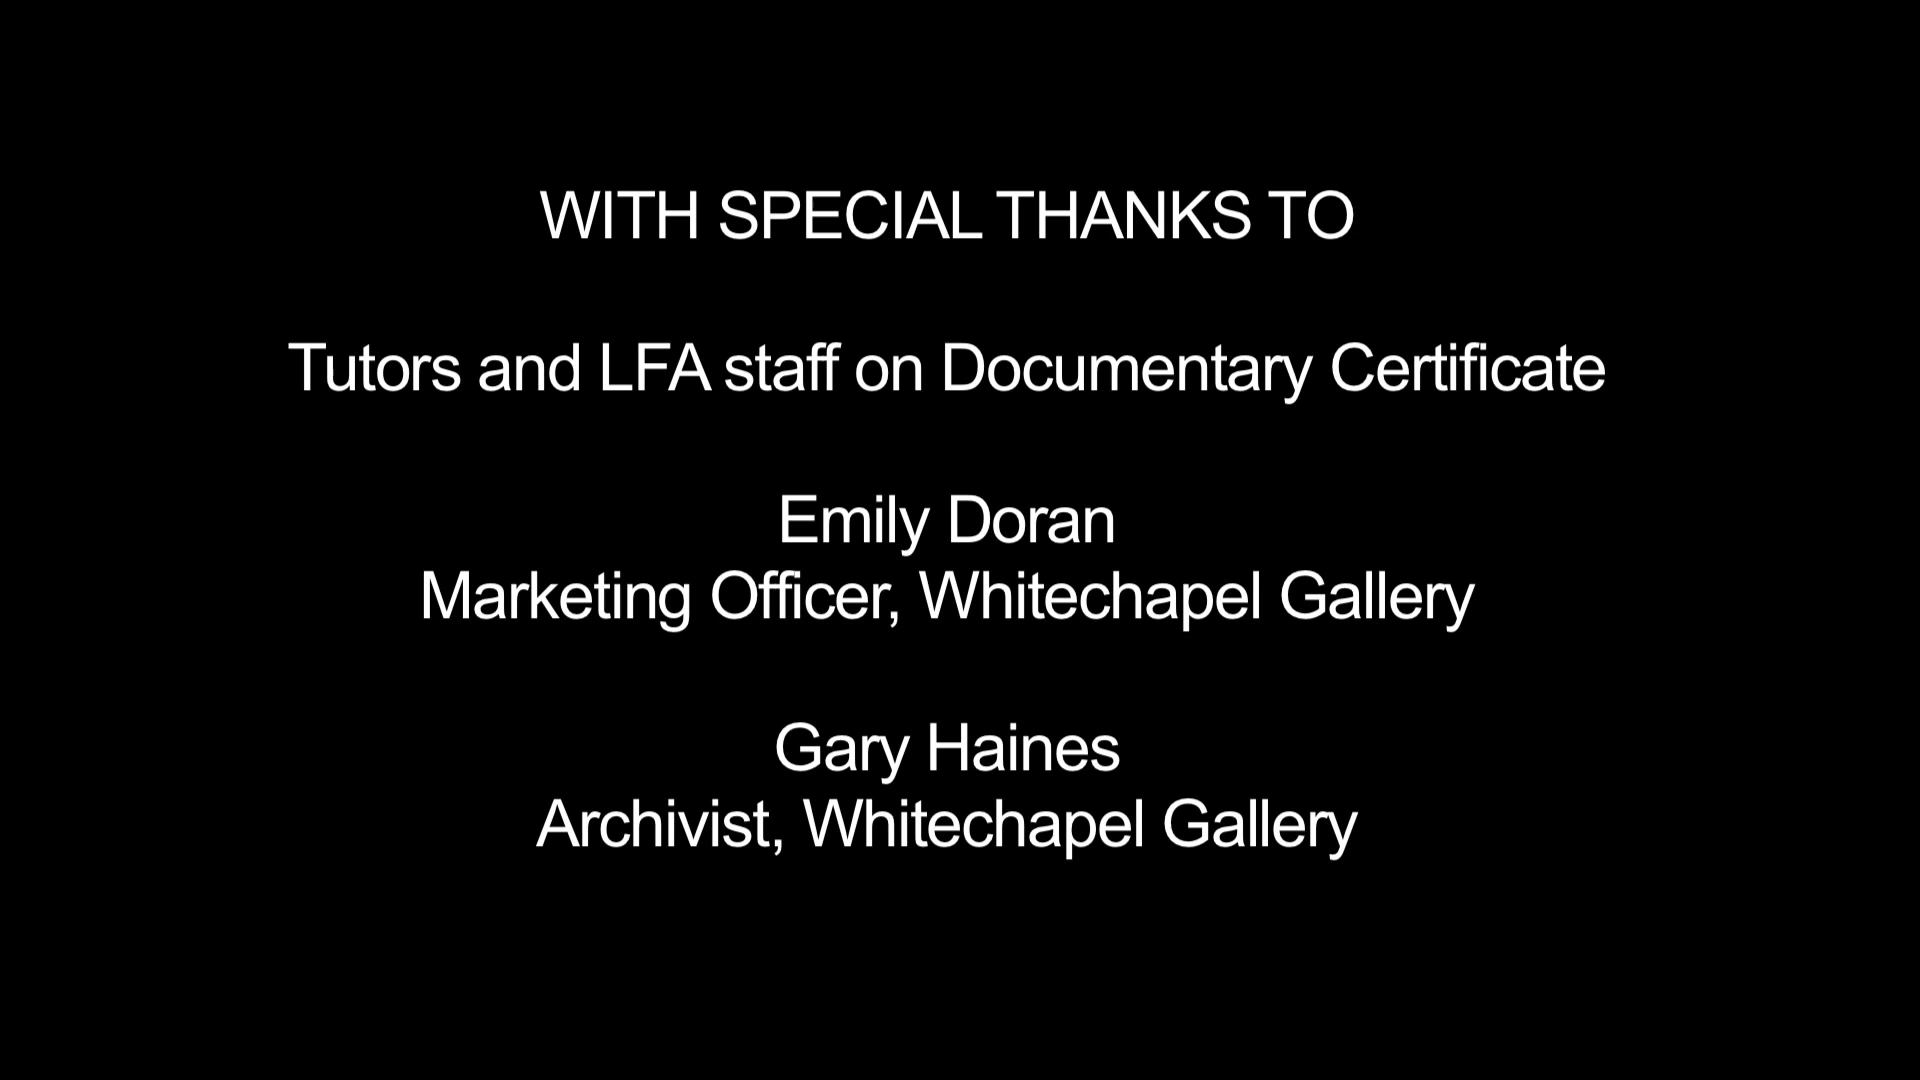 WITH SPECIAL THANKS TO
Tutors and LFA staff on Documentary Certificate
Emily Doran
Marketing Officer, Whitechapel Gallery
Gary Haines
Archivist, Whitechapel Gallery